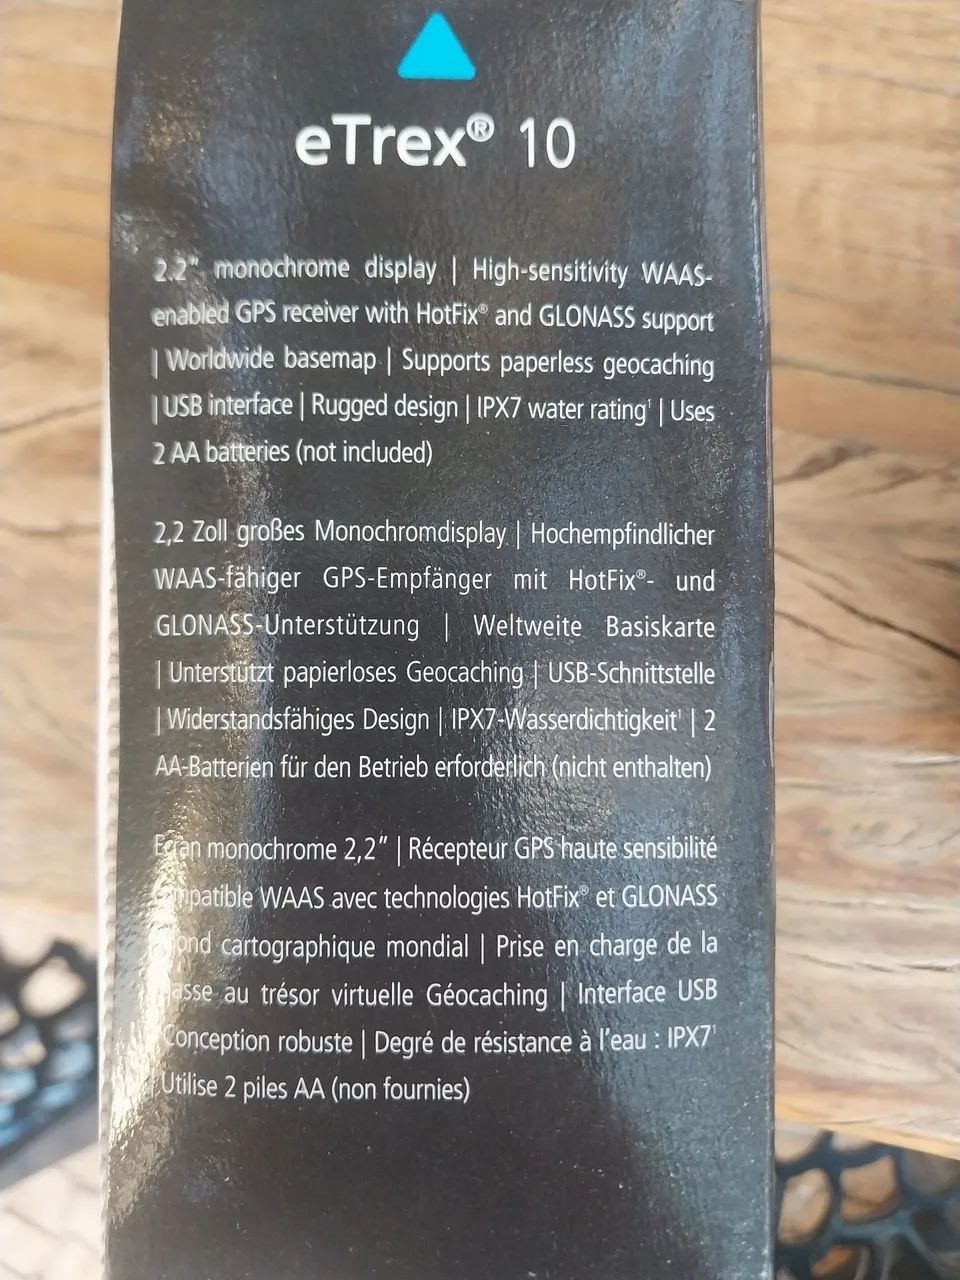 eTrex® 10
2.2" monochrome display | High-sensitivity WAAS-
enabled GPS receiver with HotFix® and GLONASS support
| Worldwide basemap | Supports paperless geocaching
| USB interface | Rugged design | IPX7 water rating¹ | Uses
2 AA batteries (not included)
2,2 Zoll großes Monochromdisplay | Hochempfindlicher
WAAS-fähiger GPS-Empfänger mit HotFix®- und
GLONASS-Unterstützung | Weltweite Basiskarte
| Unterstützt papierloses Geocaching | USB-Schnittstelle
| Widerstandsfähiges Design | IPX7-Wasserdichtigkeit¹ | 2
AA-Batterien für den Betrieb erforderlich (nicht enthalten)
Ecran monochrome 2,2" | Récepteur GPS haute sensibilité
compatible WAAS avec technologies HotFix® et GLONASS
Fond cartographique mondial | Prise en charge de la
chasse au trésor virtuelle Géocaching | Interface USB
Conception robuste | Degré de résistance à l'eau : IPX7¹
| Utilise 2 piles AA (non fournies)